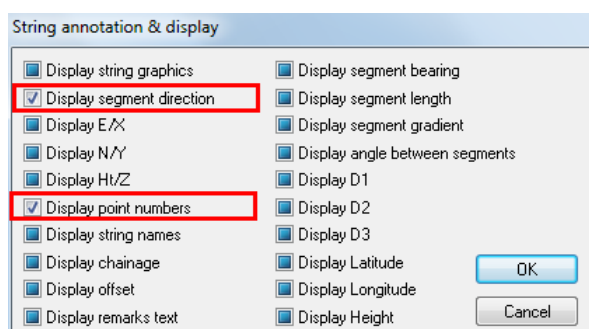 String annotation & display
Display string graphics
Display segment direction
Display E/X
Display N/Y
Display Ht/Z
Display point numbers
Display string names
Display chainage
Display offset
Display remarks text
Display segment bearing
Display segment length
Display segment gradient
Display angle between segments
Display D1
Display D2
Display D3
Display Latitude
Display Longitude
Display Height
OK
Cancel